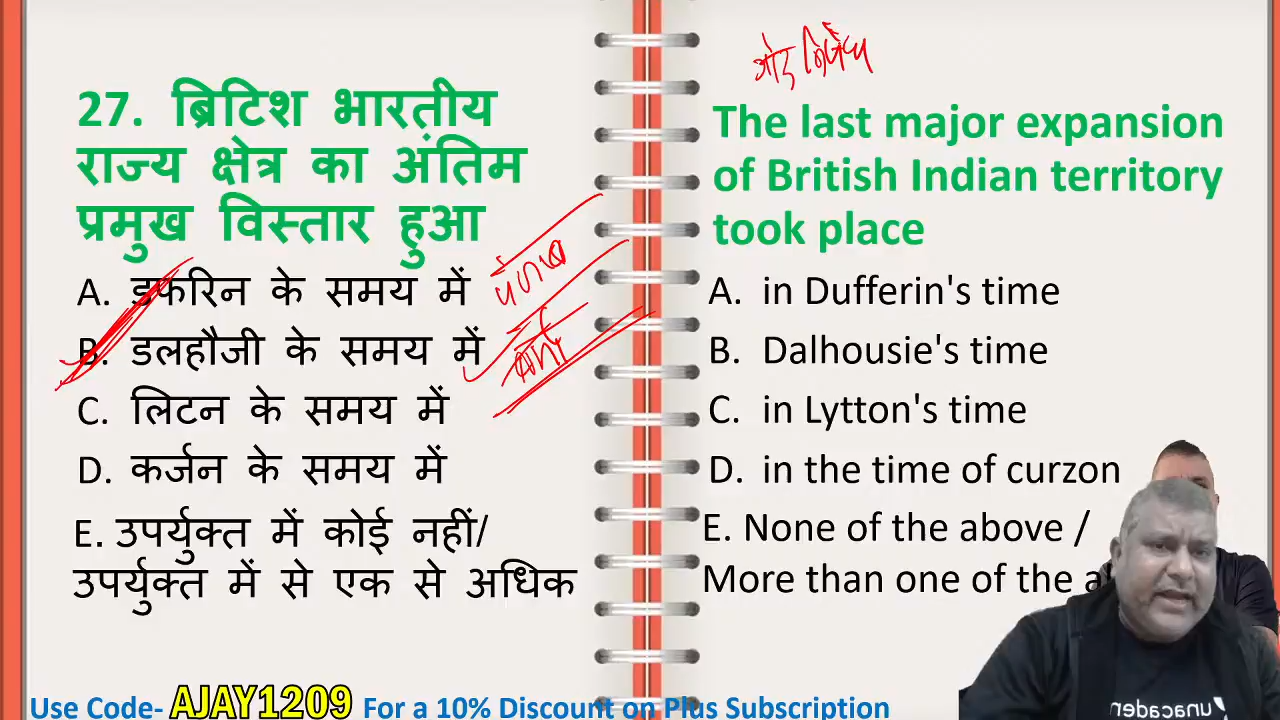 27. ब्रिटिश भारतीय
राज्य क्षेत्र का अंतिम
प्रमुख विस्तार हुआ
A. डफरिन के समय में
B. डलहौजी के समय में
C. लिटन के समय में
D. कर्जन के समय में
E. उपर्युक्त में कोई नहीं/
उपर्युक्त में से एक से अधिक
The last major expansion
of British Indian territory
took place
A. in Dufferin's time
B. Dalhousie's time
C. in Lytton's time
D. in the time of curzon
E. None of the above /
More than one of the a
unacadem
Use Code- AJAY1209 For a 10% Discount on Plus Subscription